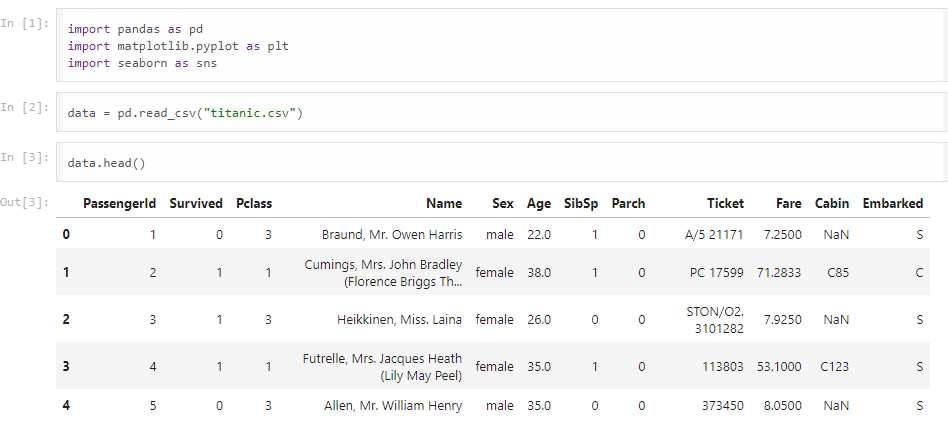 In [1]:
import pandas as pd
import matplotlib.pyplot as plt
import seaborn as sns
In [2]:
data = pd.read_csv("titanic.csv")
In [3]:
data.head()
Out[3]:
PassengerId Survived Pclass Name Sex Age SibSp Parch Ticket Fare Cabin Embarked
0 1 0 3 Braund, Mr. Owen Harris male 22.0 1 0 A/5 21171 7.2500 NaN S
1 2 1 1 Cumings, Mrs. John Bradley (Florence Briggs Th... female 38.0 1 0 PC 17599 71.2833 C85 C
2 3 1 3 Heikkinen, Miss. Laina female 26.0 0 0 STON/O2. 3101282 7.9250 NaN S
3 4 1 1 Futrelle, Mrs. Jacques Heath (Lily May Peel) female 35.0 1 0 113803 53.1000 C123 S
4 5 0 3 Allen, Mr. William Henry male 35.0 0 0 373450 8.0500 NaN S